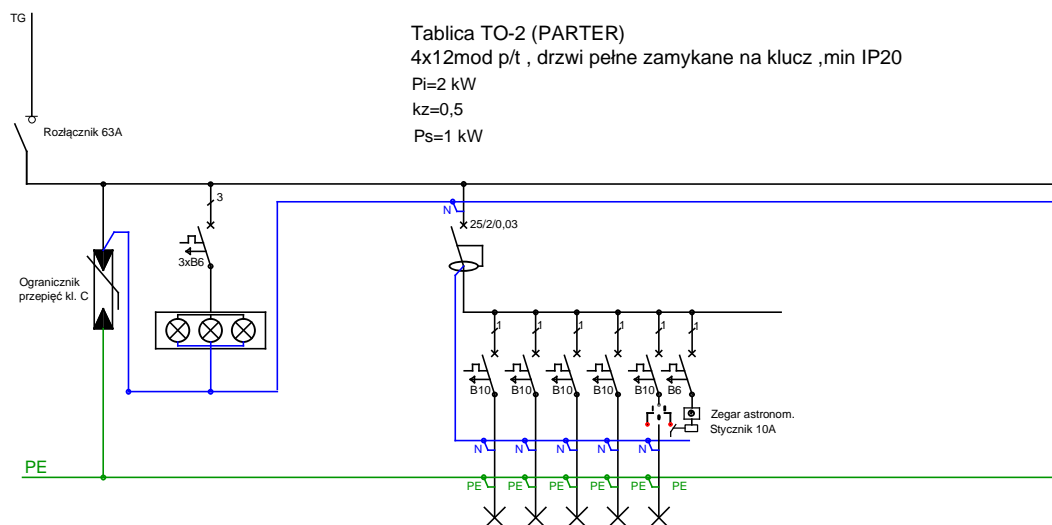 TG
Tablica TO-2 (PARTER)
4x12mod p/t , drzwi pełne zamykane na klucz ,min IP20
Pi=2 kW
kz=0,5
Ps=1 kW
Rozłącznik 63A
3
N
25/2/0,03
3xB6
Ogranicznik
przepięć kl. C
1 1 1 1 1 1
B10 B10 B10 B10 B10 B6
Zegar astronom.
Stycznik 10A
N N N N N
PE
PE PE PE PE PE PE